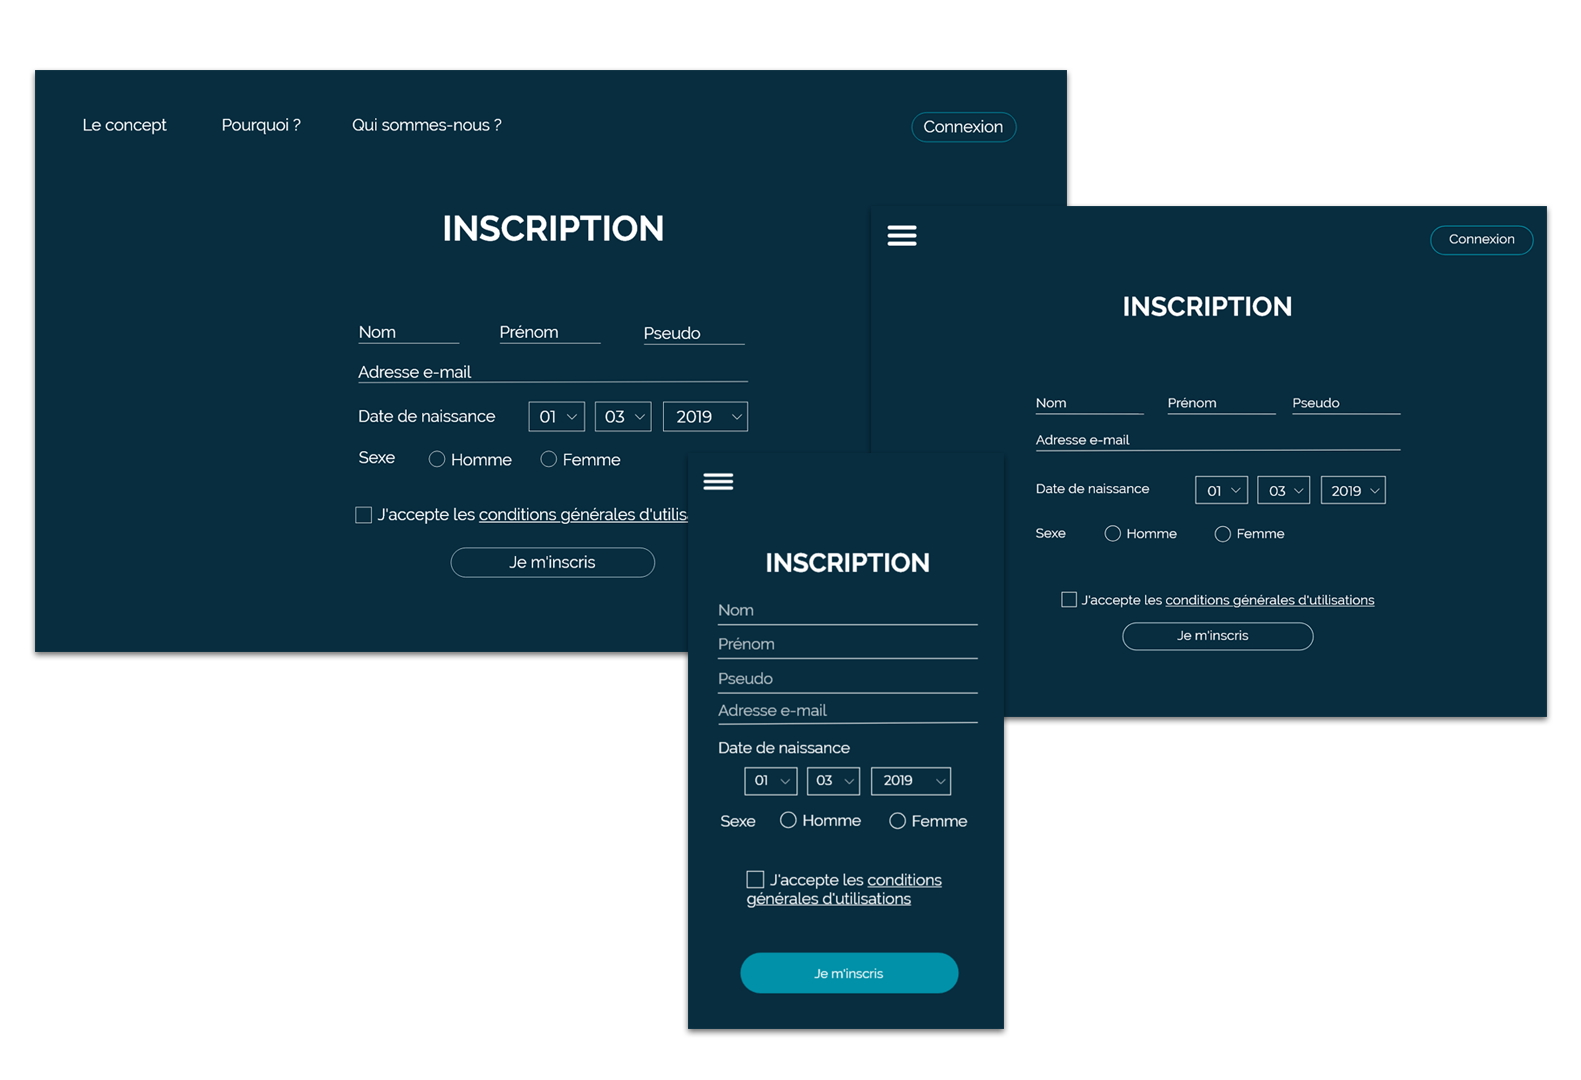 Le concept Pourquoi ? Qui sommes-nous ? Connexion
INSCRIPTION
Nom Prénom Pseudo
Adresse e-mail
Date de naissance 01 03 2019
Sexe Homme Femme
J'accepte les conditions générales d'utilis
Je m'inscris
Connexion
INSCRIPTION
Nom Prénom Pseudo
Adresse e-mail
Date de naissance 01 03 2019
Sexe Homme Femme
J'accepte les conditions générales d'utilisations
Je m'inscris
INSCRIPTION
Nom
Prénom
Pseudo
Adresse e-mail
Date de naissance
01 03 2019
Sexe Homme Femme
J'accepte les conditions
générales d'utilisations
Je m'inscris